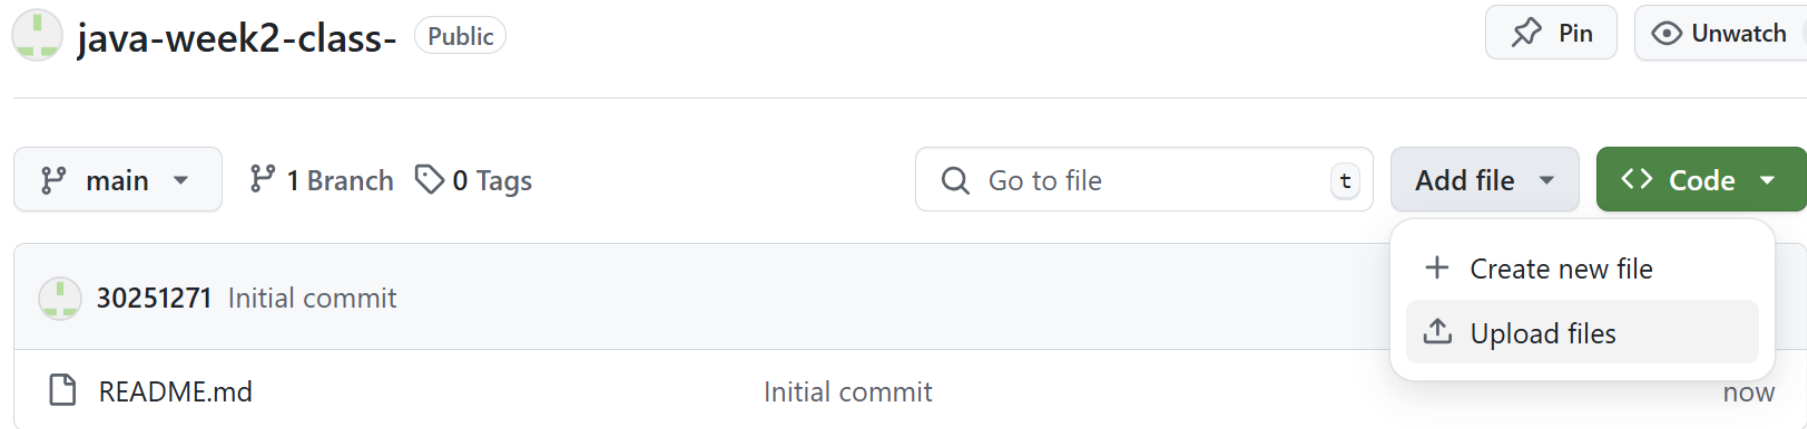 java-week2-class- Public Pin Unwatch
main 1 Branch 0 Tags Go to file t Add file Code
Create new file
30251271 Initial commit
Upload files
README.md Initial commit now